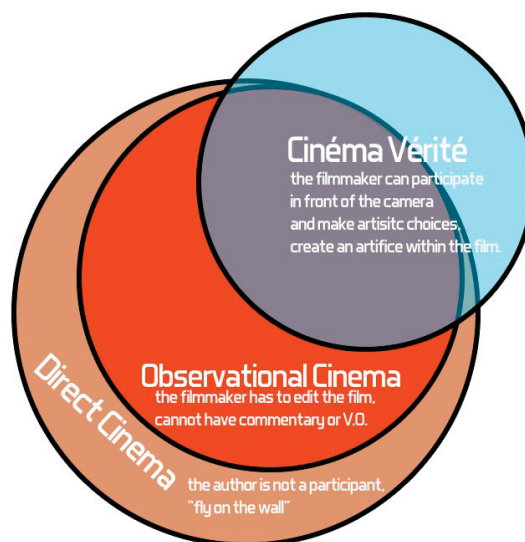 Cinéma Vérité
the filmmaker can participate
in front of the camera
and make artisitc choices,
create an artifice within the film.
Observational Cinema
the filmmaker has to edit the film,
cannot have commentary or V.O.
Direct Cinema
the author is not a participant,
"fly on the wall"